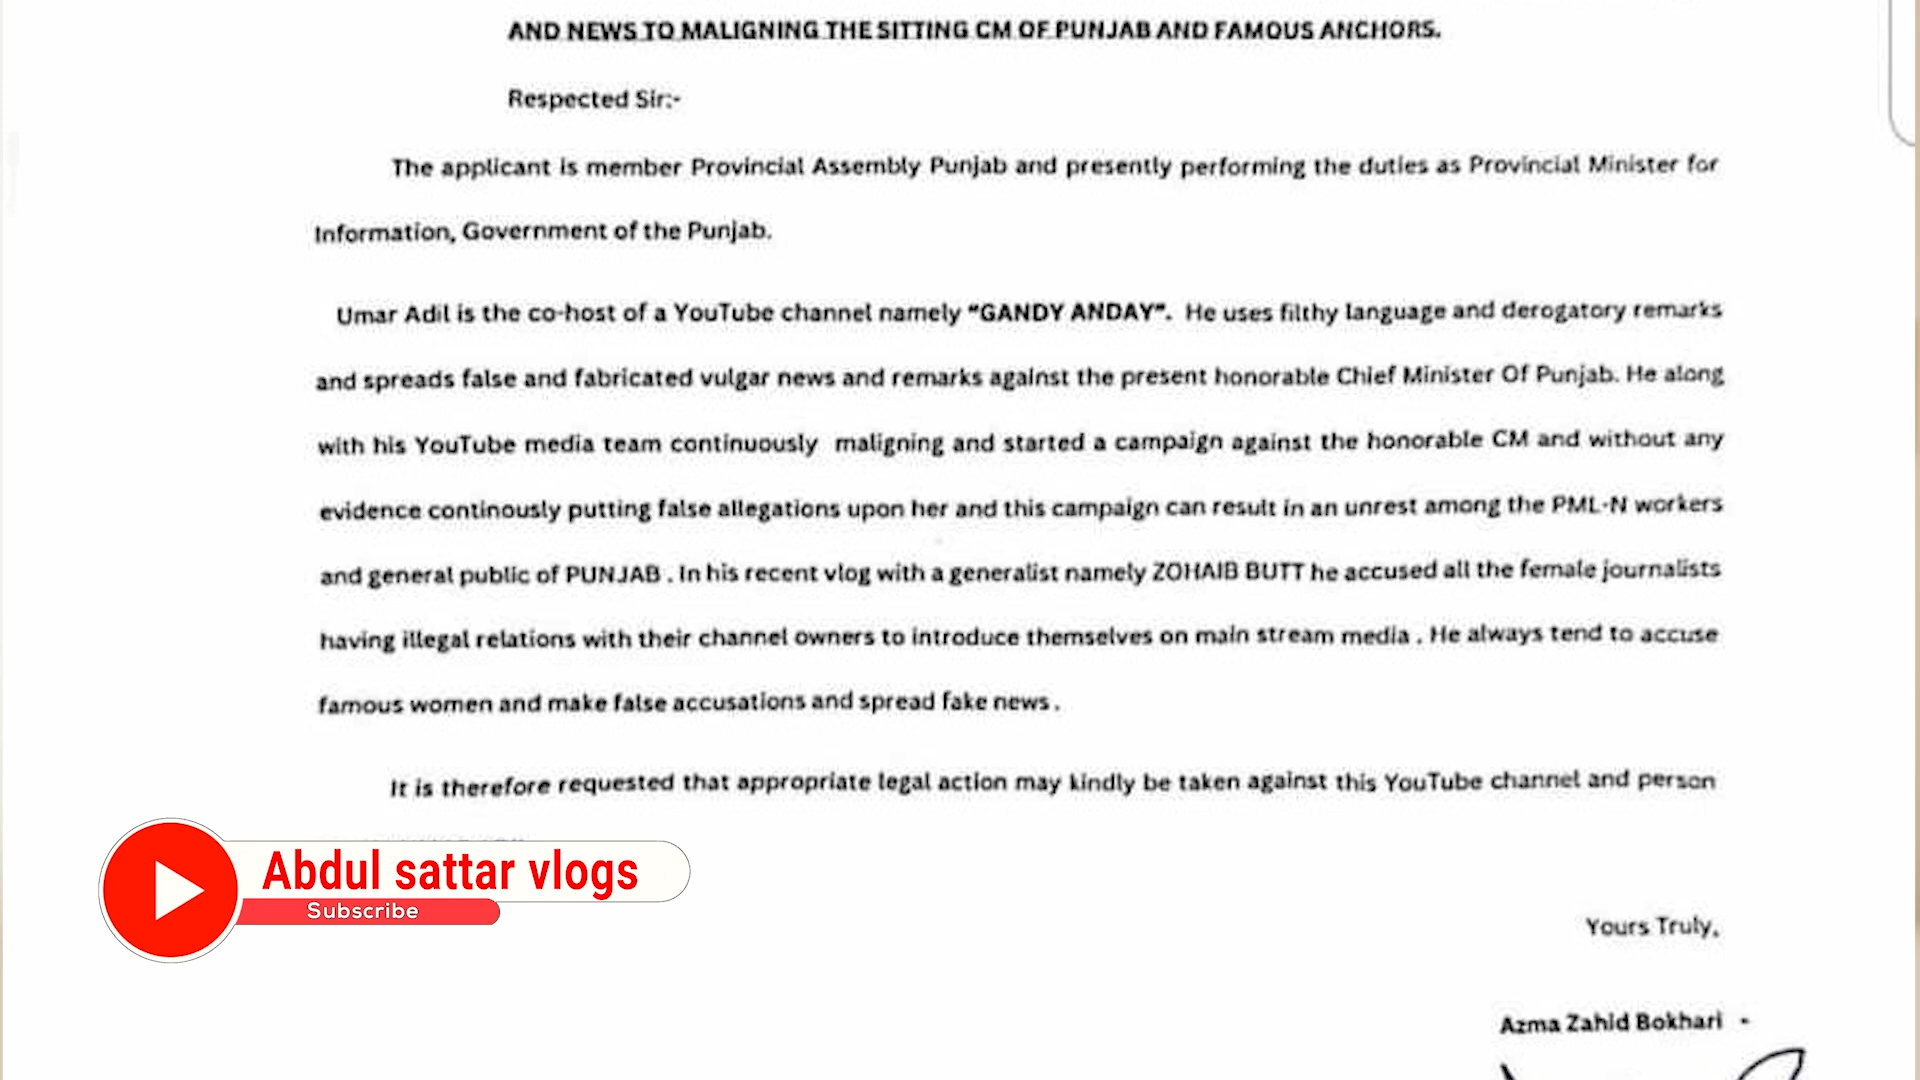 AND NEWS TO MALIGNING THE SITTING CM OF PUNJAB AND FAMOUS ANCHORS.
Respected Sir:-
The applicant is member Provincial Assembly Punjab and presently performing the duties as Provincial Minister for
Information, Government of the Punjab.
Umar Adil is the co-host of a YouTube channel namely "GANDY ANDAY". He uses filthy language and derogatory remarks
and spreads false and fabricated vulgar news and remarks against the present honorable Chief Minister Of Punjab. He along
with his YouTube media team continuously maligning and started a campaign against the honorable CM and without any
evidence continously putting false allegations upon her and this campaign can result in an unrest among the PML-N workers
and general public of PUNJAB . In his recent vlog with a generalist namely ZOHAIB BUTT he accused all the female journalists
having illegal relations with their channel owners to introduce themselves on main stream media . He always tend to accuse
famous women and make false accusations and spread fake news .
It is therefore requested that appropriate legal action may kindly be taken against this YouTube channel and person
Abdul sattar vlogs
Subscribe
Yours Truly,
Azma Zahid Bokhari -